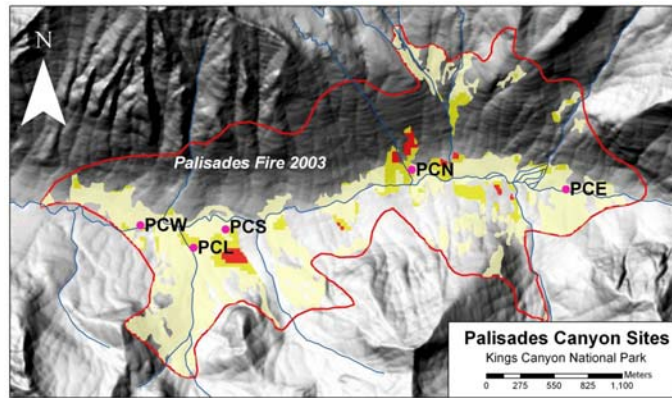 N
Palisades Fire 2003
PCN
PCE
PCW
PCS
PCL
Palisades Canyon Sites
Kings Canyon National Park
Meters
0 275 550 825 1,100